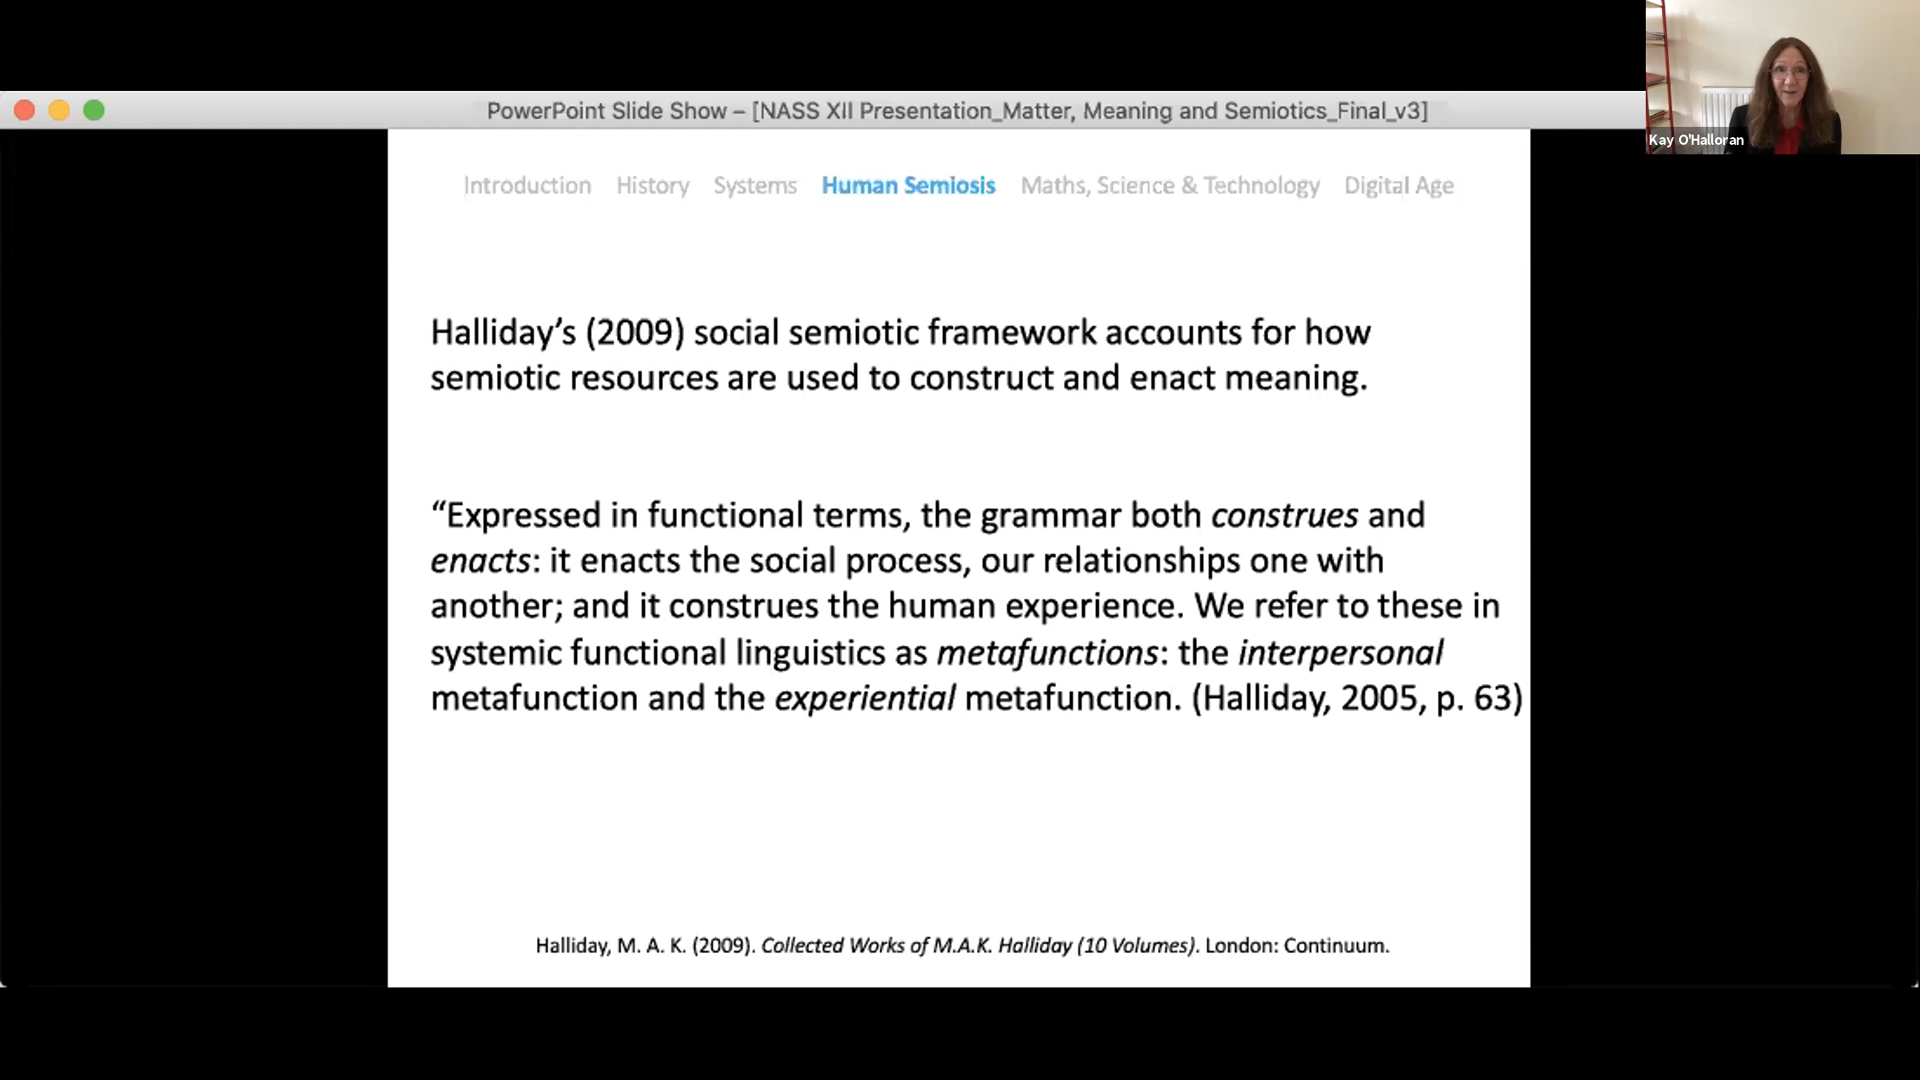 PowerPoint Slide Show – [NASS XII Presentation_Matter, Meaning and Semiotics_Final_v3]
Kay O'Halloran
Introduction History Systems Human Semiosis Maths, Science & Technology Digital Age
Halliday’s (2009) social semiotic framework accounts for how
semiotic resources are used to construct and enact meaning.
“Expressed in functional terms, the grammar both construes and
enacts: it enacts the social process, our relationships one with
another; and it construes the human experience. We refer to these in
systemic functional linguistics as metafunctions: the interpersonal
metafunction and the experiential metafunction. (Halliday, 2005, p. 63)
Halliday, M. A. K. (2009). Collected Works of M.A.K. Halliday (10 Volumes). London: Continuum.